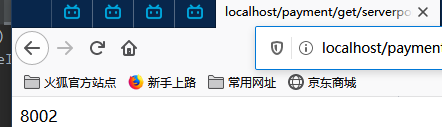 localhost/payment/get/serverpo
localhost/paymen
火狐官方站点 新手上路 常用网址 京东商城
8002